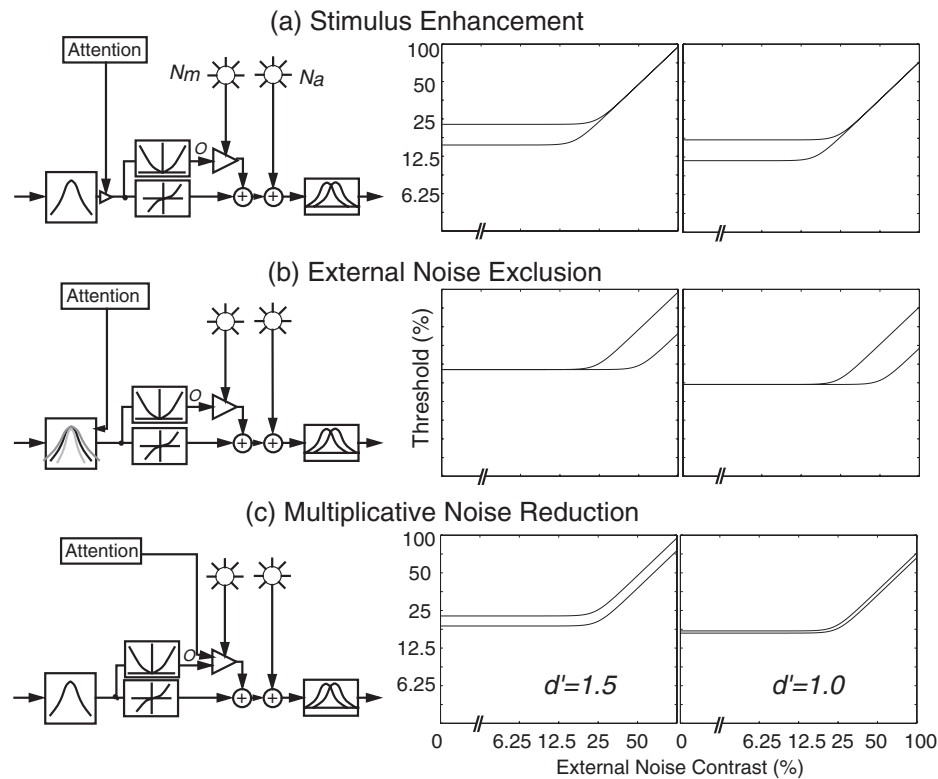 (a) Stimulus Enhancement
Attention
Nm
Na
O
+
+
100
50
25
12.5
6.25
(b) External Noise Exclusion
Attention
O
+
+
Threshold (%)
(c) Multiplicative Noise Reduction
Attention
O
+
+
100
50
25
12.5
6.25
d'=1.5
d'=1.0
0 6.25 12.5 25 50 0 6.25 12.5 25 50 100
External Noise Contrast (%)